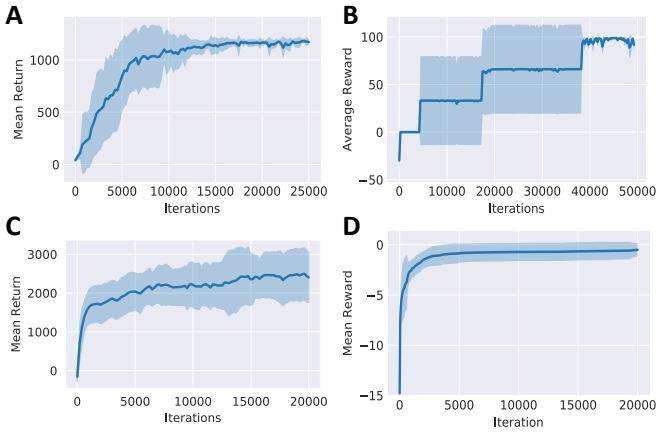 A
Mean Return
1000
500
0
0 5000 10000 15000 20000 25000
Iterations
B
Average Reward
100
50
0
−50
0 10000 20000 30000 40000 50000
Iterations
C
Mean Return
3000
2000
1000
0
0 5000 10000 15000 20000
Iterations
D
Mean Reward
0
−5
−10
−15
0 5000 10000 15000 20000
Iteration